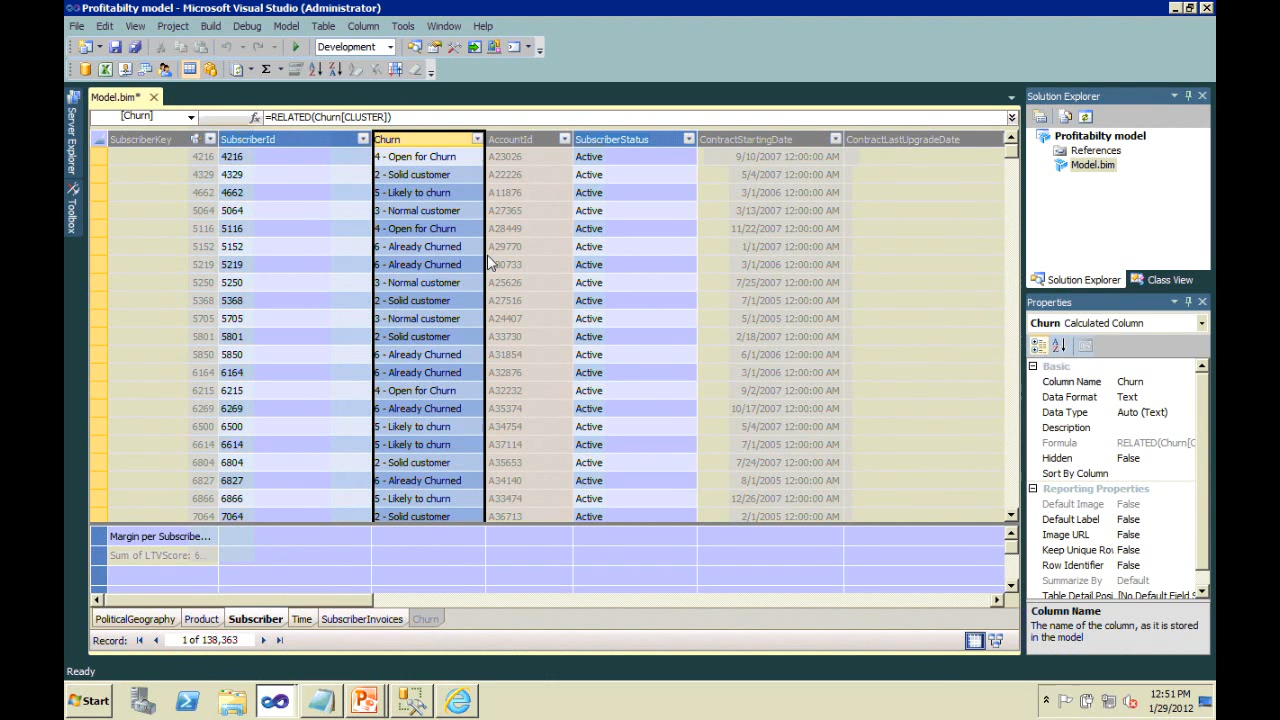 Profitabilty model - Microsoft Visual Studio (Administrator)
File Edit View Project Build Debug Model Table Column Tools Window Help
Development
Server Explorer
Toolbox
Model.bim*
[Churn] fx =RELATED(Churn[CLUSTER])
SubscriberKey SubscriberId Churn AccountId SubscriberStatus ContractStartingDate ContractLastUpgradeDate
4216 4216 4 - Open for Churn A23026 Active 9/10/2007 12:00:00 AM
4329 4329 2 - Solid customer A22226 Active 5/4/2007 12:00:00 AM
4662 4662 5 - Likely to churn A11876 Active 3/1/2006 12:00:00 AM
5064 5064 3 - Normal customer A27365 Active 3/13/2007 12:00:00 AM
5116 5116 4 - Open for Churn A28449 Active 11/22/2007 12:00:00 AM
5152 5152 6 - Already Churned A29770 Active 1/1/2007 12:00:00 AM
5219 5219 6 - Already Churned 0733 Active 3/1/2006 12:00:00 AM
5250 5250 3 - Normal customer A25626 Active 7/25/2007 12:00:00 AM
5368 5368 2 - Solid customer A27516 Active 7/1/2005 12:00:00 AM
5705 5705 3 - Normal customer A24407 Active 5/1/2005 12:00:00 AM
5801 5801 2 - Solid customer A33730 Active 2/18/2007 12:00:00 AM
5850 5850 6 - Already Churned A31854 Active 6/1/2006 12:00:00 AM
6164 6164 6 - Already Churned A32876 Active 3/1/2006 12:00:00 AM
6215 6215 4 - Open for Churn A32232 Active 9/2/2007 12:00:00 AM
6269 6269 6 - Already Churned A35374 Active 10/17/2007 12:00:00 AM
6500 6500 5 - Likely to churn A34754 Active 5/4/2007 12:00:00 AM
6614 6614 5 - Likely to churn A37114 Active 7/1/2005 12:00:00 AM
6804 6804 2 - Solid customer A35653 Active 7/24/2007 12:00:00 AM
6827 6827 6 - Already Churned A34140 Active 8/1/2005 12:00:00 AM
6866 6866 5 - Likely to churn A33474 Active 12/26/2007 12:00:00 AM
7064 7064 2 - Solid customer A36713 Active 2/1/2005 12:00:00 AM
Margin per Subscribe...
Sum of LTVScore: 6...
PoliticalGeography Product Subscriber Time SubscriberInvoices Churn
Record: 1 of 138,363
Ready
Solution Explorer
Profitabilty model
References
Model.bim
Solution Explorer Class View
Properties
Churn Calculated Column
Basic
Column Name Churn
Data Format Text
Data Type Auto (Text)
Description
Formula RELATED(Churn[C
Hidden False
Sort By Column
Reporting Properties
Default Image False
Default Label False
Image URL False
Keep Unique Rov False
Row Identifier False
Summarize By Default
Table Detail Posi [No Default Field S
Column Name
The name of the column, as it is stored
in the model
Start
12:51 PM
1/29/2012